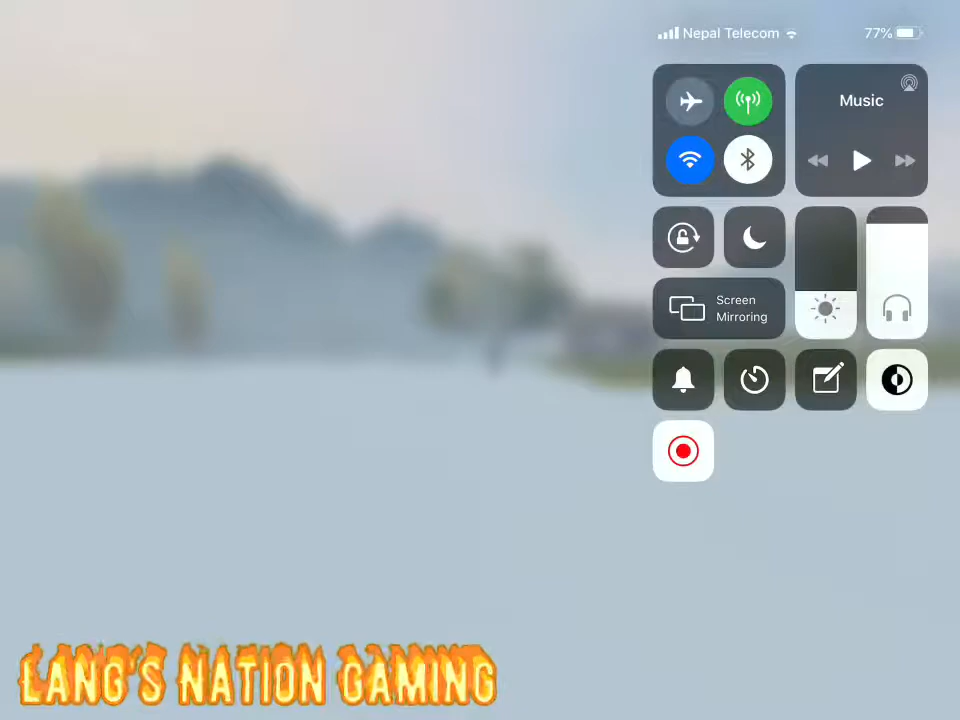 Nepal Telecom
77%
Music
Screen
Mirroring
LANG'S NATION GAMING